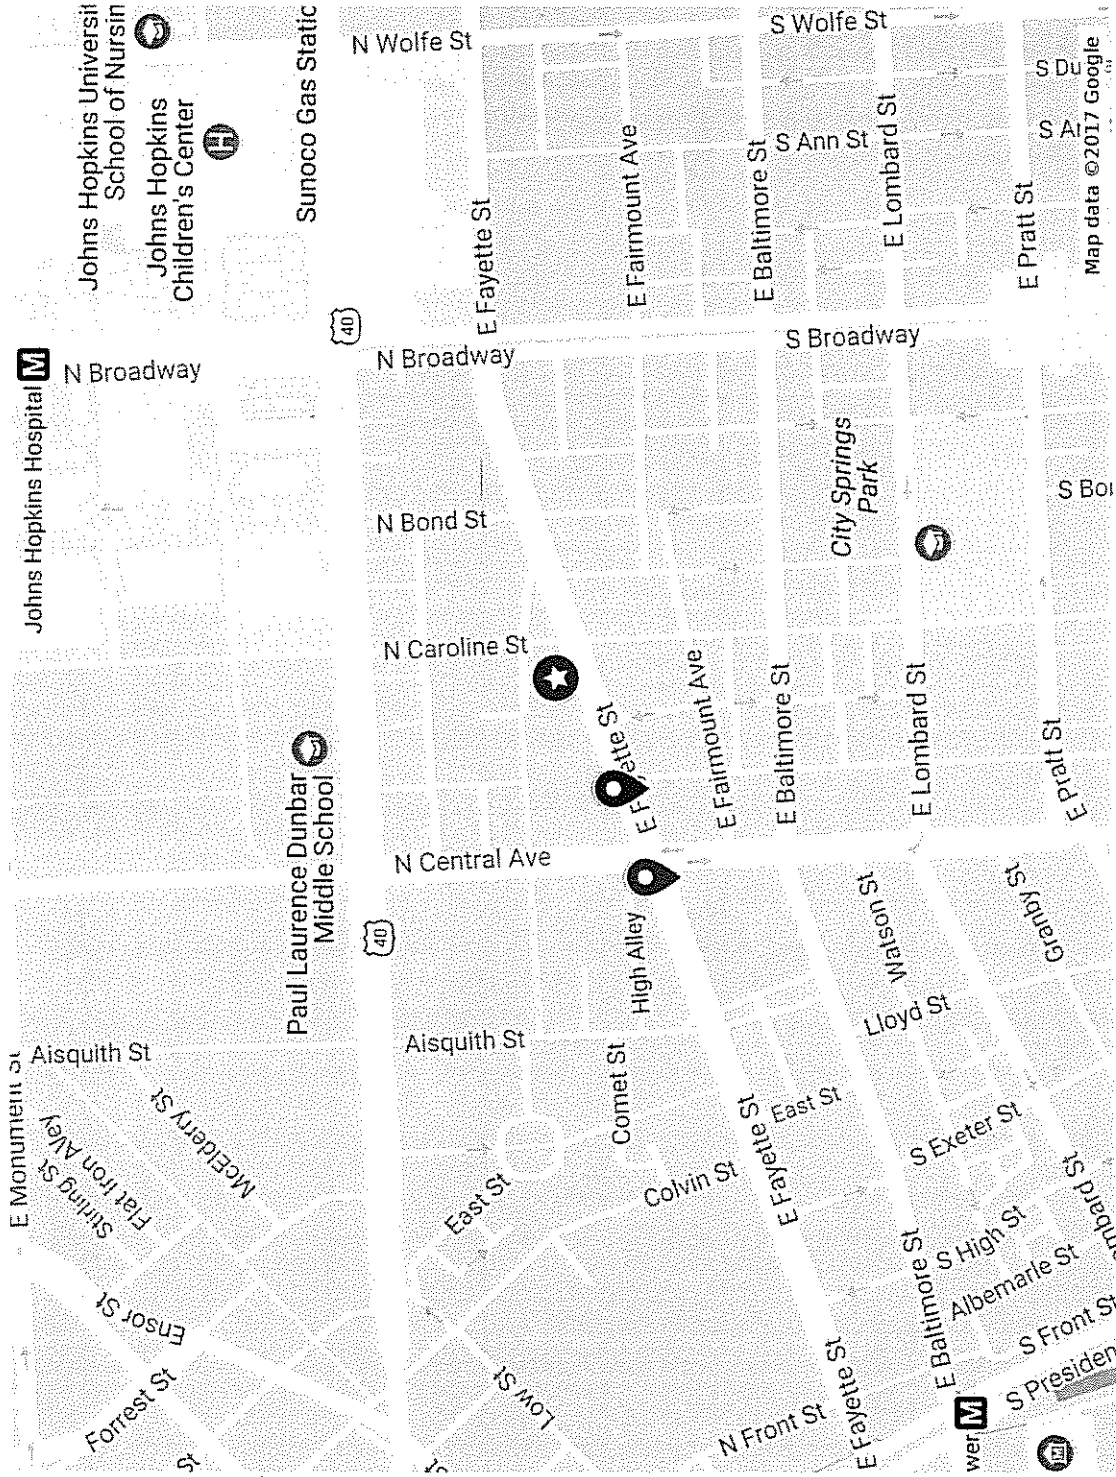 Johns Hopkins Hospital
M
Johns Hopkins Universit
School of Nursin
Johns Hopkins
Children's Center
H
Sunoco Gas Static
N Wolfe St
S Wolfe St
S Du
S Ann St
E Lombard St
E Fairmount Ave
E Baltimore St
E Fayette St
E Pratt St
Map data ©2017 Google
40
N Broadway
N Broadway
S Broadway
N Bond St
City Springs
Park
N Caroline St
E Fairmount Ave
E Baltimore St
E Lombard St
E Pratt St
Paul Laurence Dunbar
Middle School
N Central Ave
40
High Alley
Watson St
Granby St
Lloyd St
Aisquith St
Aisquith St
Comet St
E Monument St
Stirling St
Flat Iron Alley
McElderry St
East St
East St
Colvin St
E Fayette St
S Exeter St
S High St
Albemarle St
E Baltimore St
Ensor St
Forrest St
Low St
N Front St
E Fayette St
S Front St
M